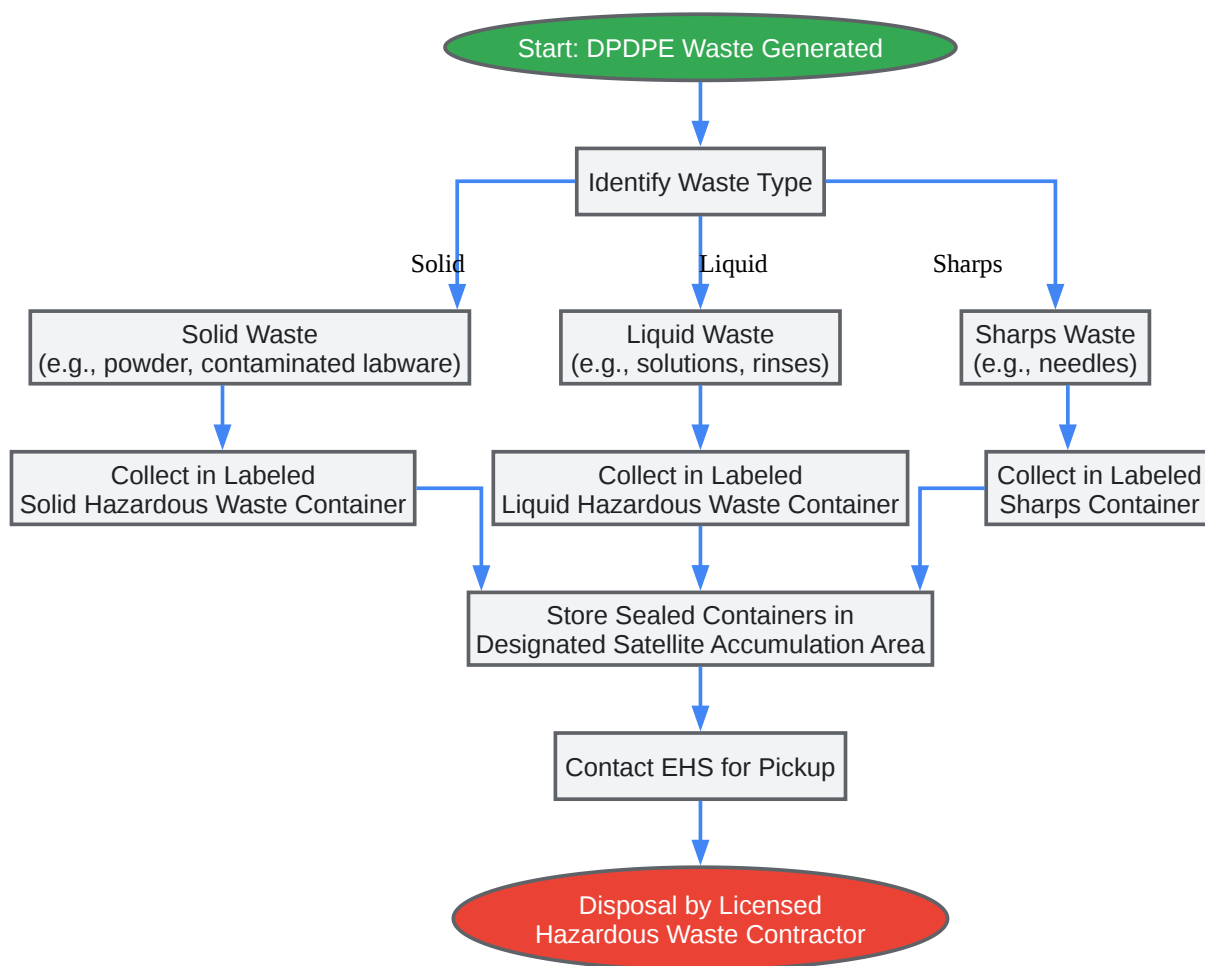 Start: DPDPE Waste Generated
Identify Waste Type
Solid
Liquid
Sharps
Solid Waste
(e.g., powder, contaminated labware)
Liquid Waste
(e.g., solutions, rinses)
Sharps Waste
(e.g., needles)
Collect in Labeled
Solid Hazardous Waste Container
Collect in Labeled
Liquid Hazardous Waste Container
Collect in Labeled
Sharps Container
Store Sealed Containers in
Designated Satellite Accumulation Area
Contact EHS for Pickup
Disposal by Licensed
Hazardous Waste Contractor